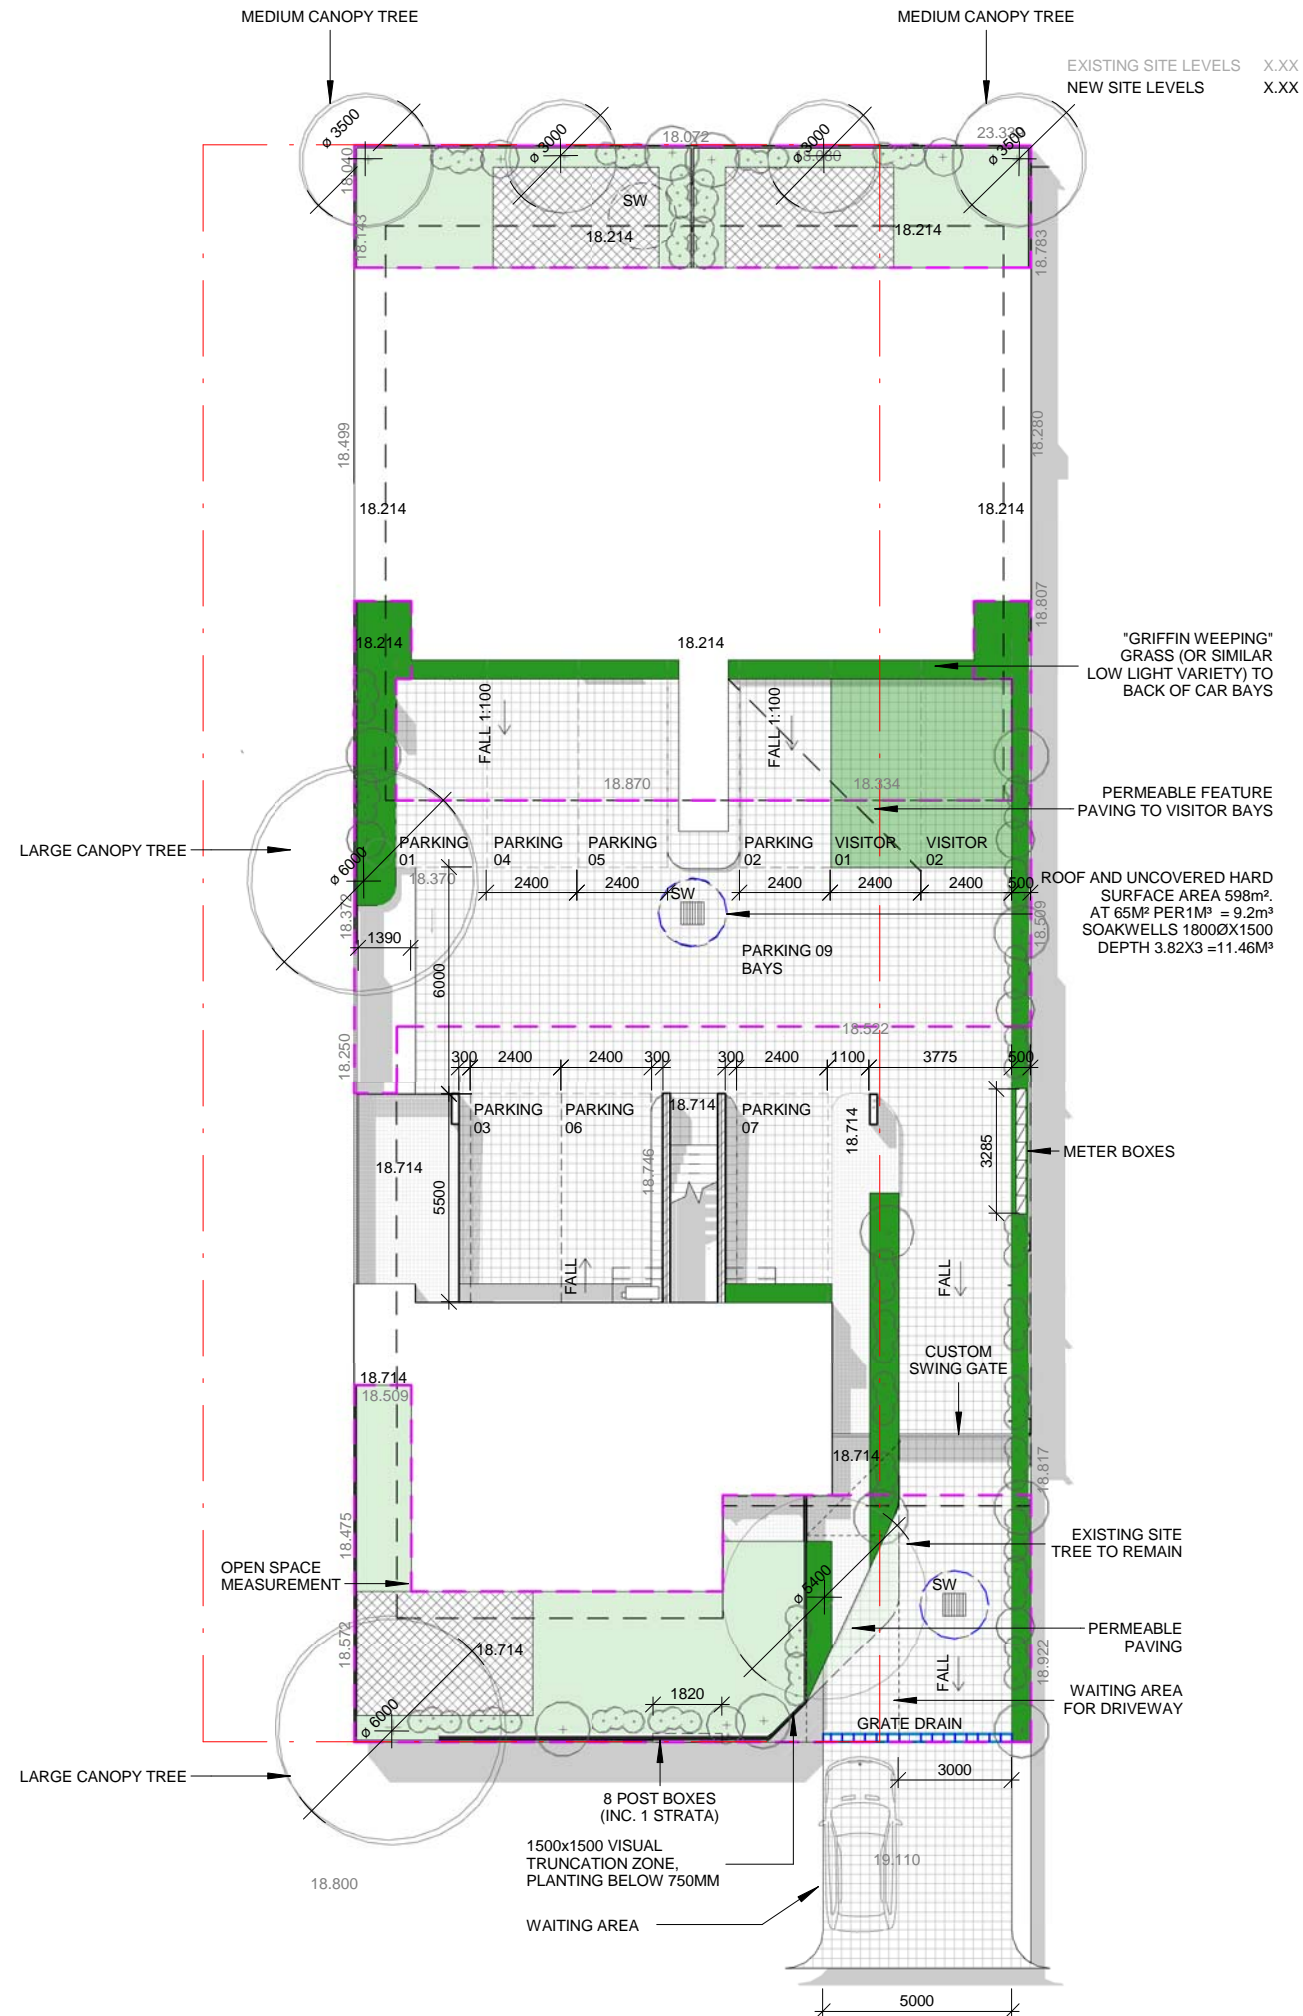 MEDIUM CANOPY TREE
MEDIUM CANOPY TREE
EXISTING SITE LEVELS X.XX
NEW SITE LEVELS X.XX
ø 3500
ø 3000
18.072
ø 3000
23.330
ø 3500
18.040
SW
18.143
18.214
18.214
18.783
18.499
18.280
18.214
18.214
18.807
18.214
18.214
"GRIFFIN WEEPING"
GRASS (OR SIMILAR
LOW LIGHT VARIETY) TO
BACK OF CAR BAYS
FALL 1:100
FALL 1:100
18.870
18.334
PERMEABLE FEATURE
PAVING TO VISITOR BAYS
LARGE CANOPY TREE
ø 6000
PARKING
01
PARKING
04
PARKING
05
PARKING
02
VISITOR
01
VISITOR
02
18.370
18.372
2400
2400
2400
2400
2400
500
SW
ROOF AND UNCOVERED HARD
SURFACE AREA 598m².
AT 65M² PER1M³ = 9.2m³
SOAKWELLS 1800ØX1500
DEPTH 3.82X3 =11.46M³
18.509
1390
6000
PARKING 09
BAYS
18.250
18.522
300
2400
2400
300
300
2400
1100
3775
500
PARKING
03
PARKING
06
18.714
PARKING
07
18.714
18.714
18.746
3285
METER BOXES
5500
FALL
FALL
CUSTOM
SWING GATE
18.714
18.509
18.714
18.817
18.475
OPEN SPACE
MEASUREMENT
EXISTING SITE
TREE TO REMAIN
ø 5400
SW
18.572
18.714
PERMEABLE
PAVING
18.922
FALL
1820
WAITING AREA
FOR DRIVEWAY
ø 6000
GRATE DRAIN
LARGE CANOPY TREE
3000
8 POST BOXES
(INC. 1 STRATA)
1500x1500 VISUAL
TRUNCATION ZONE,
PLANTING BELOW 750MM
19.110
18.800
WAITING AREA
5000